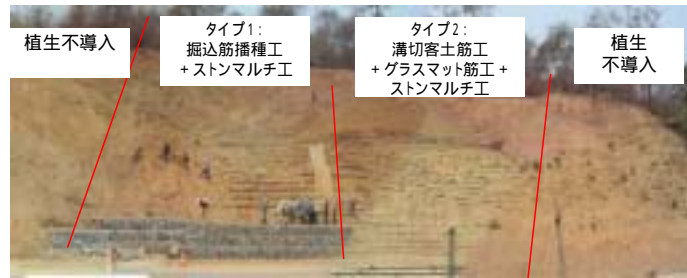 植生不導入
タイプ1：
掘込筋播種工
+ストンマルチ工
タイプ2：
溝切客土筋工
+グラスマット筋工+
ストンマルチ工
植生
不導入